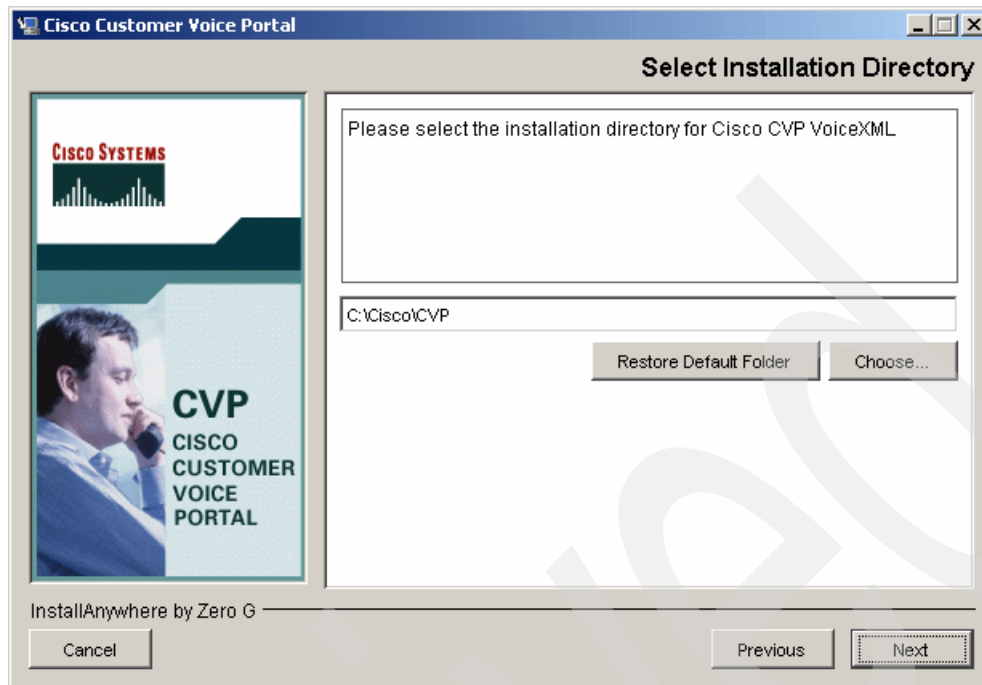 Cisco Customer Voice Portal
Select Installation Directory
CISCO SYSTEMS
CVP
CISCO
CUSTOMER
VOICE
PORTAL
Please select the installation directory for Cisco CVP VoiceXML
C:\Cisco\CVP
Restore Default Folder
Choose...
InstallAnywhere by Zero G
Cancel
Previous
Next